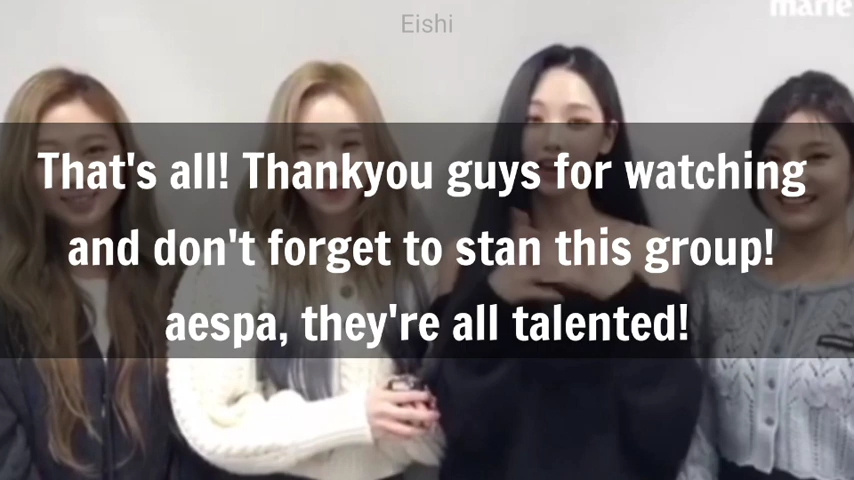 Eishi
marie
That's all! Thankyou guys for watching
and don't forget to stan this group!
aespa, they're all talented!